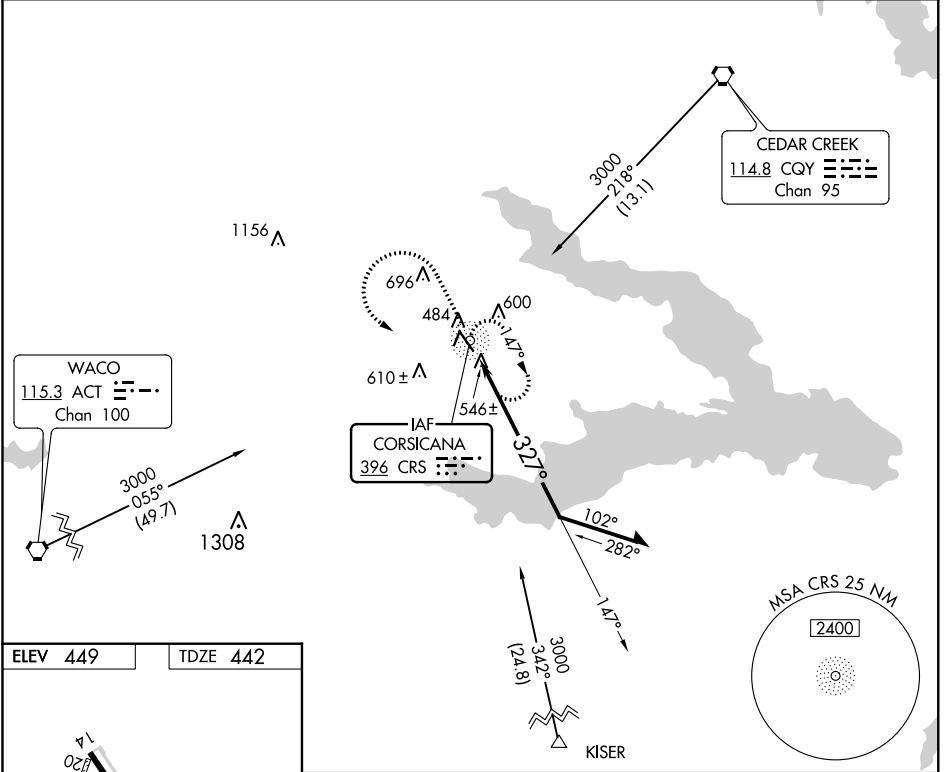 CEDAR CREEK
114.8 CQY
Chan 95
3000
218°
(13.1)
1156
696
484
600
147°
610 ±
546 ±
WACO
115.3 ACT
Chan 100
IAF
CORSICANA
396 CRS
327°
3000
055°
(49.7)
1308
102°
282°
147°
3000
342°
(24.8)
KISER
MSA CRS 25 NM
2400
ELEV 449
TDZE 442
14
120